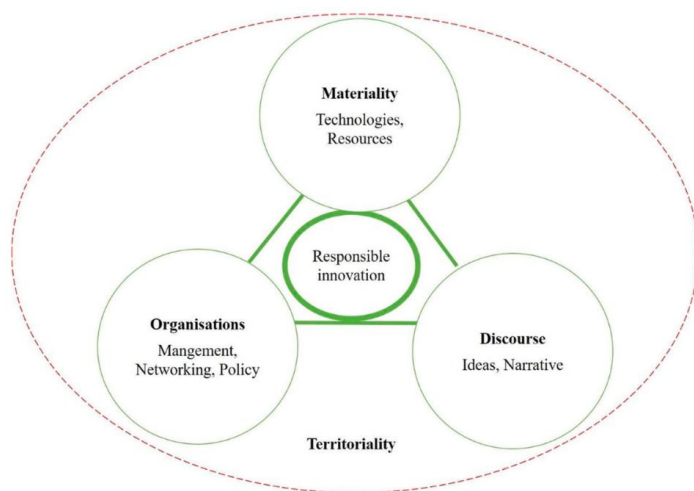 Materiality
Technologies,
Resources
Responsible
innovation
Organisations
Mangement,
Networking, Policy
Discourse
Ideas, Narrative
Territoriality